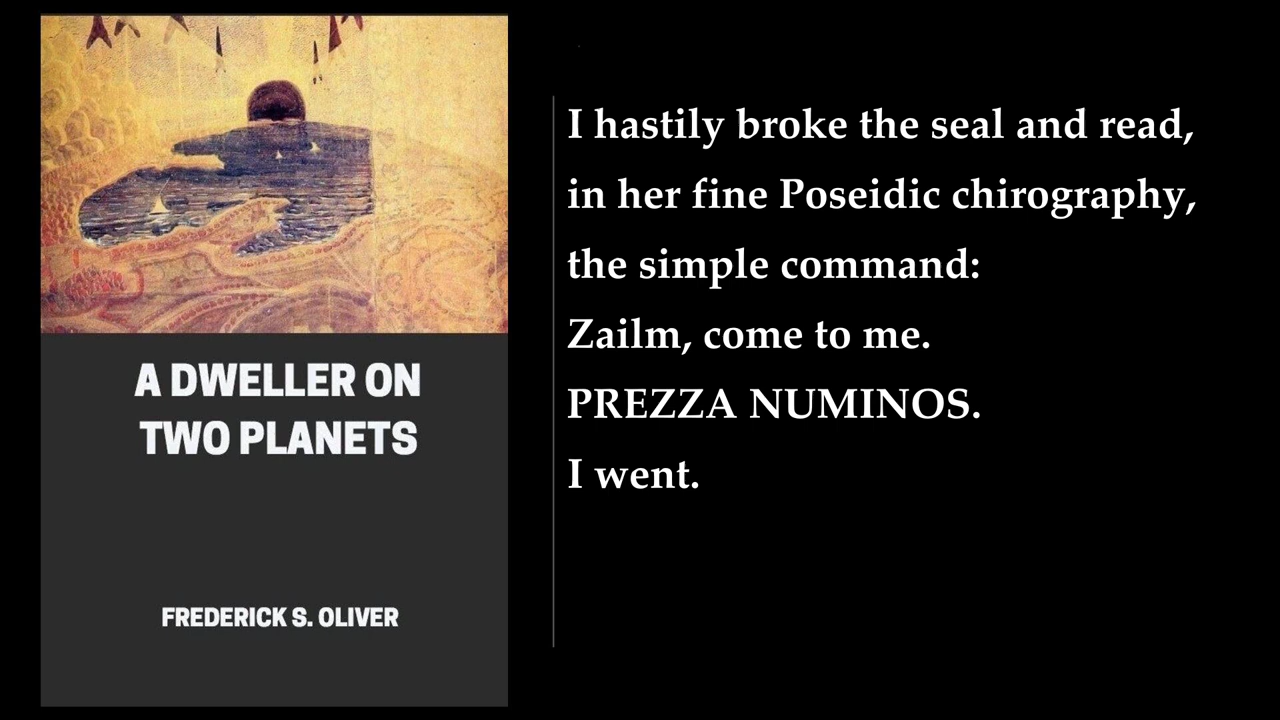 A DWELLER ON
TWO PLANETS
FREDERICK S. OLIVER
I hastily broke the seal and read,
in her fine Poseidic chirography,
the simple command:
Zailm, come to me.
PREZZA NUMINOS.
I went.